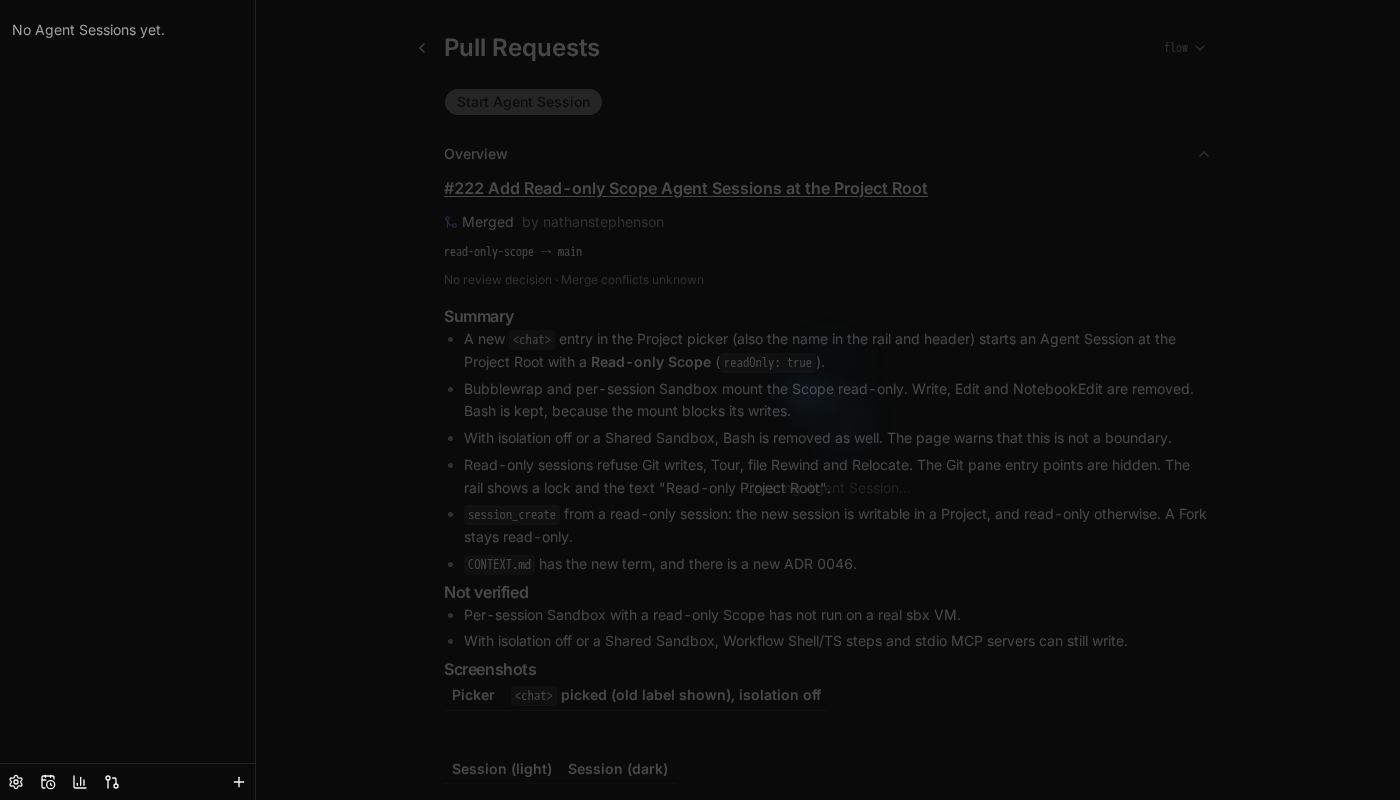 No Agent Sessions yet.
Pull Requests
flow
Start Agent Session
Overview
#222 Add Read-only Scope Agent Sessions at the Project Root
Merged by nathanstephenson
read-only-scope → main
No review decision · Merge conflicts unknown
Summary
A new <chat> entry in the Project picker (also the name in the rail and header) starts an Agent Session at the
Project Root with a Read-only Scope (readOnly: true).
Bubblewrap and per-session Sandbox mount the Scope read-only. Write, Edit and NotebookEdit are removed.
Bash is kept, because the mount blocks its writes.
With isolation off or a Shared Sandbox, Bash is removed as well. The page warns that this is not a boundary.
Read-only sessions refuse Git writes, Tour, file Rewind and Relocate. The Git pane entry points are hidden. The
rail shows a lock and the text "Read-only Project Root".
Agent Session...
session_create from a read-only session: the new session is writable in a Project, and read-only otherwise. A Fork
stays read-only.
CONTEXT.md has the new term, and there is a new ADR 0046.
Not verified
Per-session Sandbox with a read-only Scope has not run on a real sbx VM.
With isolation off or a Shared Sandbox, Workflow Shell/TS steps and stdio MCP servers can still write.
Screenshots
Picker <chat> picked (old label shown), isolation off
Session (light) Session (dark)